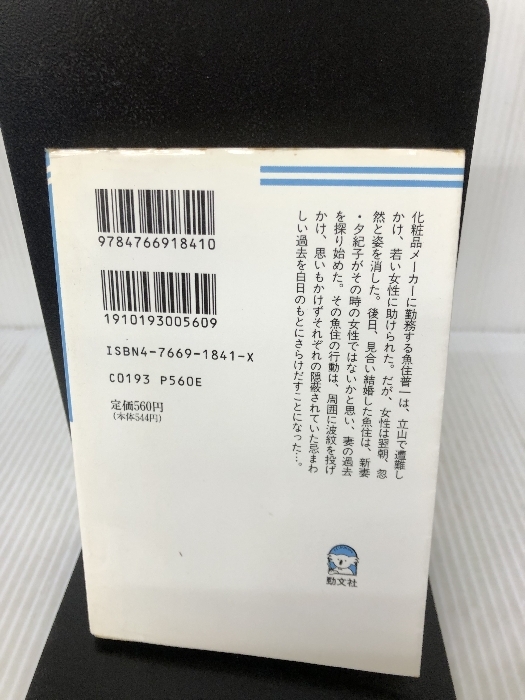 9784766918410
1910193005609
ISBN4-7669-1841-X
C0193 P560E
定価560円
(本体544円)
化粧品メーカーに勤務する魚住普一は、立山で遭難し
かけ、若い女性に助けられた。だが、女性は翌朝、忽
然と姿を消した。後日、見合い結婚した魚住は、新妻
・夕紀子がその時の女性ではないかと思い、妻の過去
を探り始めた。その魚住の行動は、周囲に波紋を投げ
かけ、思いもかけずそれぞれの隠蔽されていた忌まわ
しい過去を白日のもとにさらけだすことになった…。
勁文社